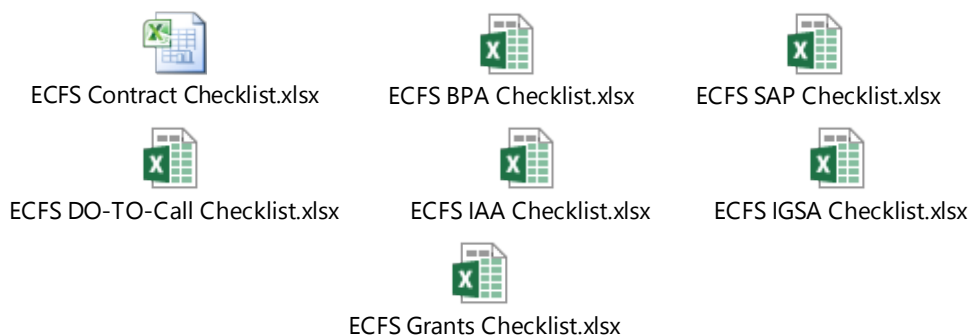 ECFS Contract Checklist.xlsx
ECFS BPA Checklist.xlsx
ECFS SAP Checklist.xlsx
ECFS DO-TO-Call Checklist.xlsx
ECFS IAA Checklist.xlsx
ECFS IGSA Checklist.xlsx
ECFS Grants Checklist.xlsx